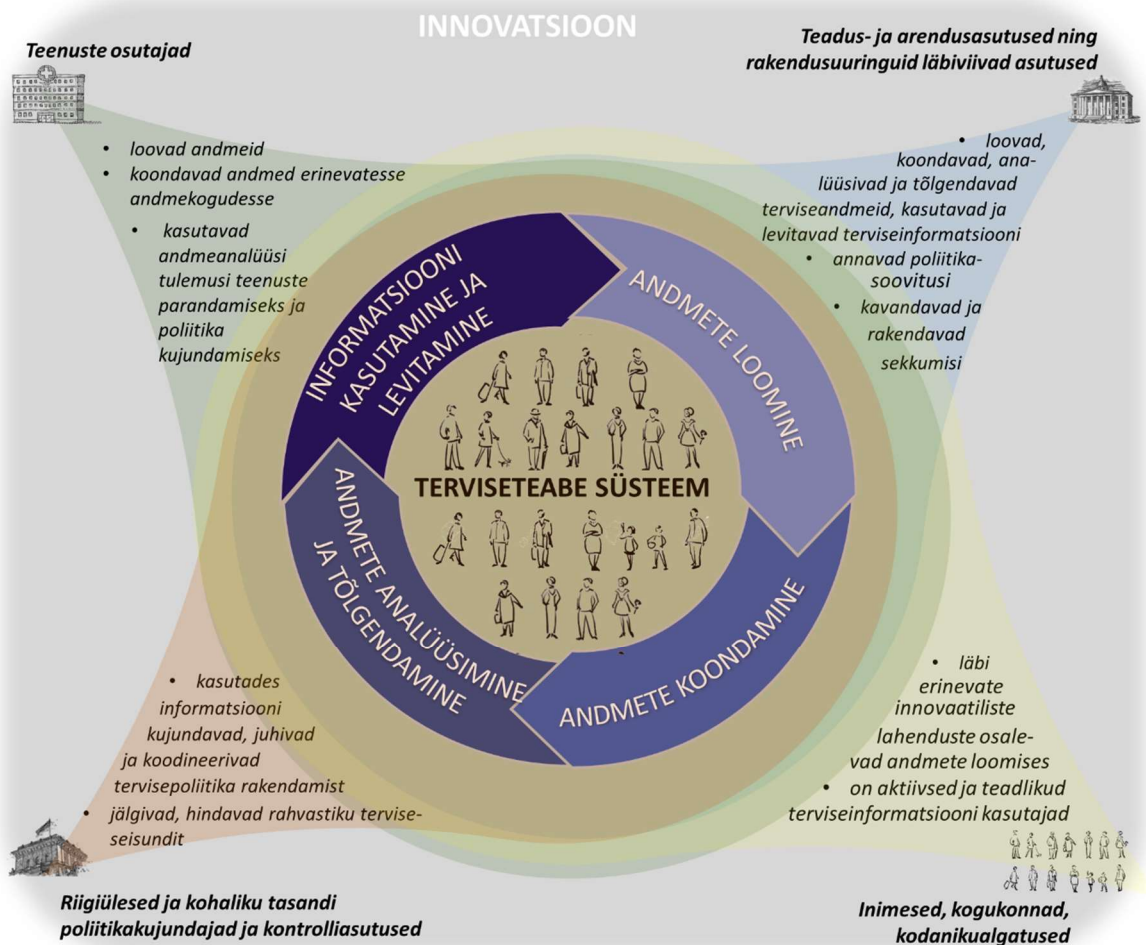 INNOVATSIOON
Teenuste osutajad
• loovad andmeid
• koondavad andmed erinevatesse
andmekogudesse
• kasutavad
andmeanalüüsi
tulemusi teenuste
parandamiseks ja
poliitika
kujundamiseks
Teadus- ja arendusasutused ning
rakendusuuringuid läbiviivad asutused
• loovad,
koondavad, ana-
lüüsivad ja tõlgendavad
terviseandmeid, kasutavad ja
levitavad terviseinformatsiooni
• annavad poliitika-
soovitusi
• kavandavad ja
rakendavad
sekkumisi
INFORMATSIOONI
KASUTAMINE JA
LEVITAMINE
ANDMETE LOOMINE
TERVISETEABE SÜSTEEM
ANDMETE ANALÜÜSIMINE
JA TÕLGENDAMINE
ANDMETE KOONDAMINE
• kasutades
informatsiooni
kujundavad, juhivad
ja koodineerivad
tervisepoliitika rakendamist
• jälgivad, hindavad rahvastiku tervise-
seisundit
Riigiülesed ja kohaliku tasandi
poliitikakujundajad ja kontrolliasutused
• läbi
erinevate
innovaatiliste
lahenduste osale-
vad andmete loomises
• on aktiivsed ja teadlikud
terviseinformatsiooni kasutajad
Inimesed, kogukonnad,
kodanikualgatused